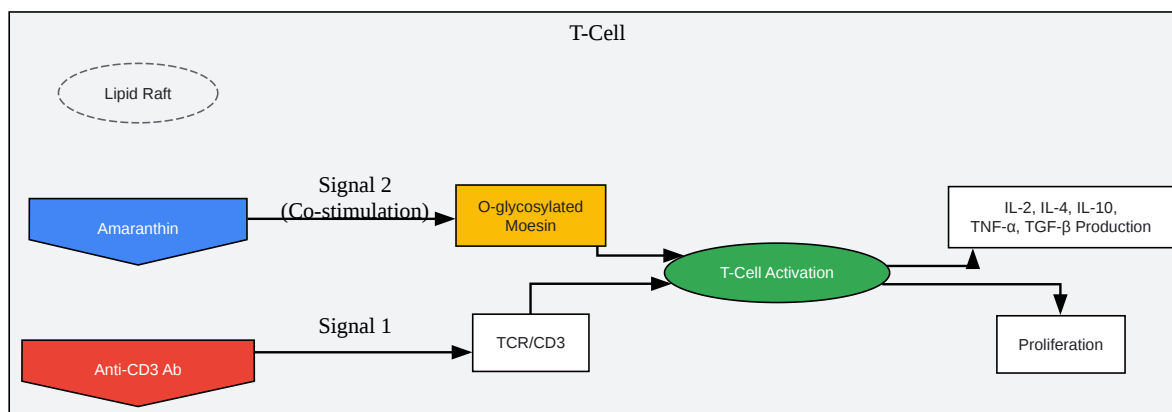 T-Cell
Lipid Raft
Signal 2
(Co-stimulation)
Amaranthin
O-glycosylated
Moesin
IL-2, IL-4, IL-10,
TNF-α, TGF-β Production
T-Cell Activation
Signal 1
Anti-CD3 Ab
TCR/CD3
Proliferation